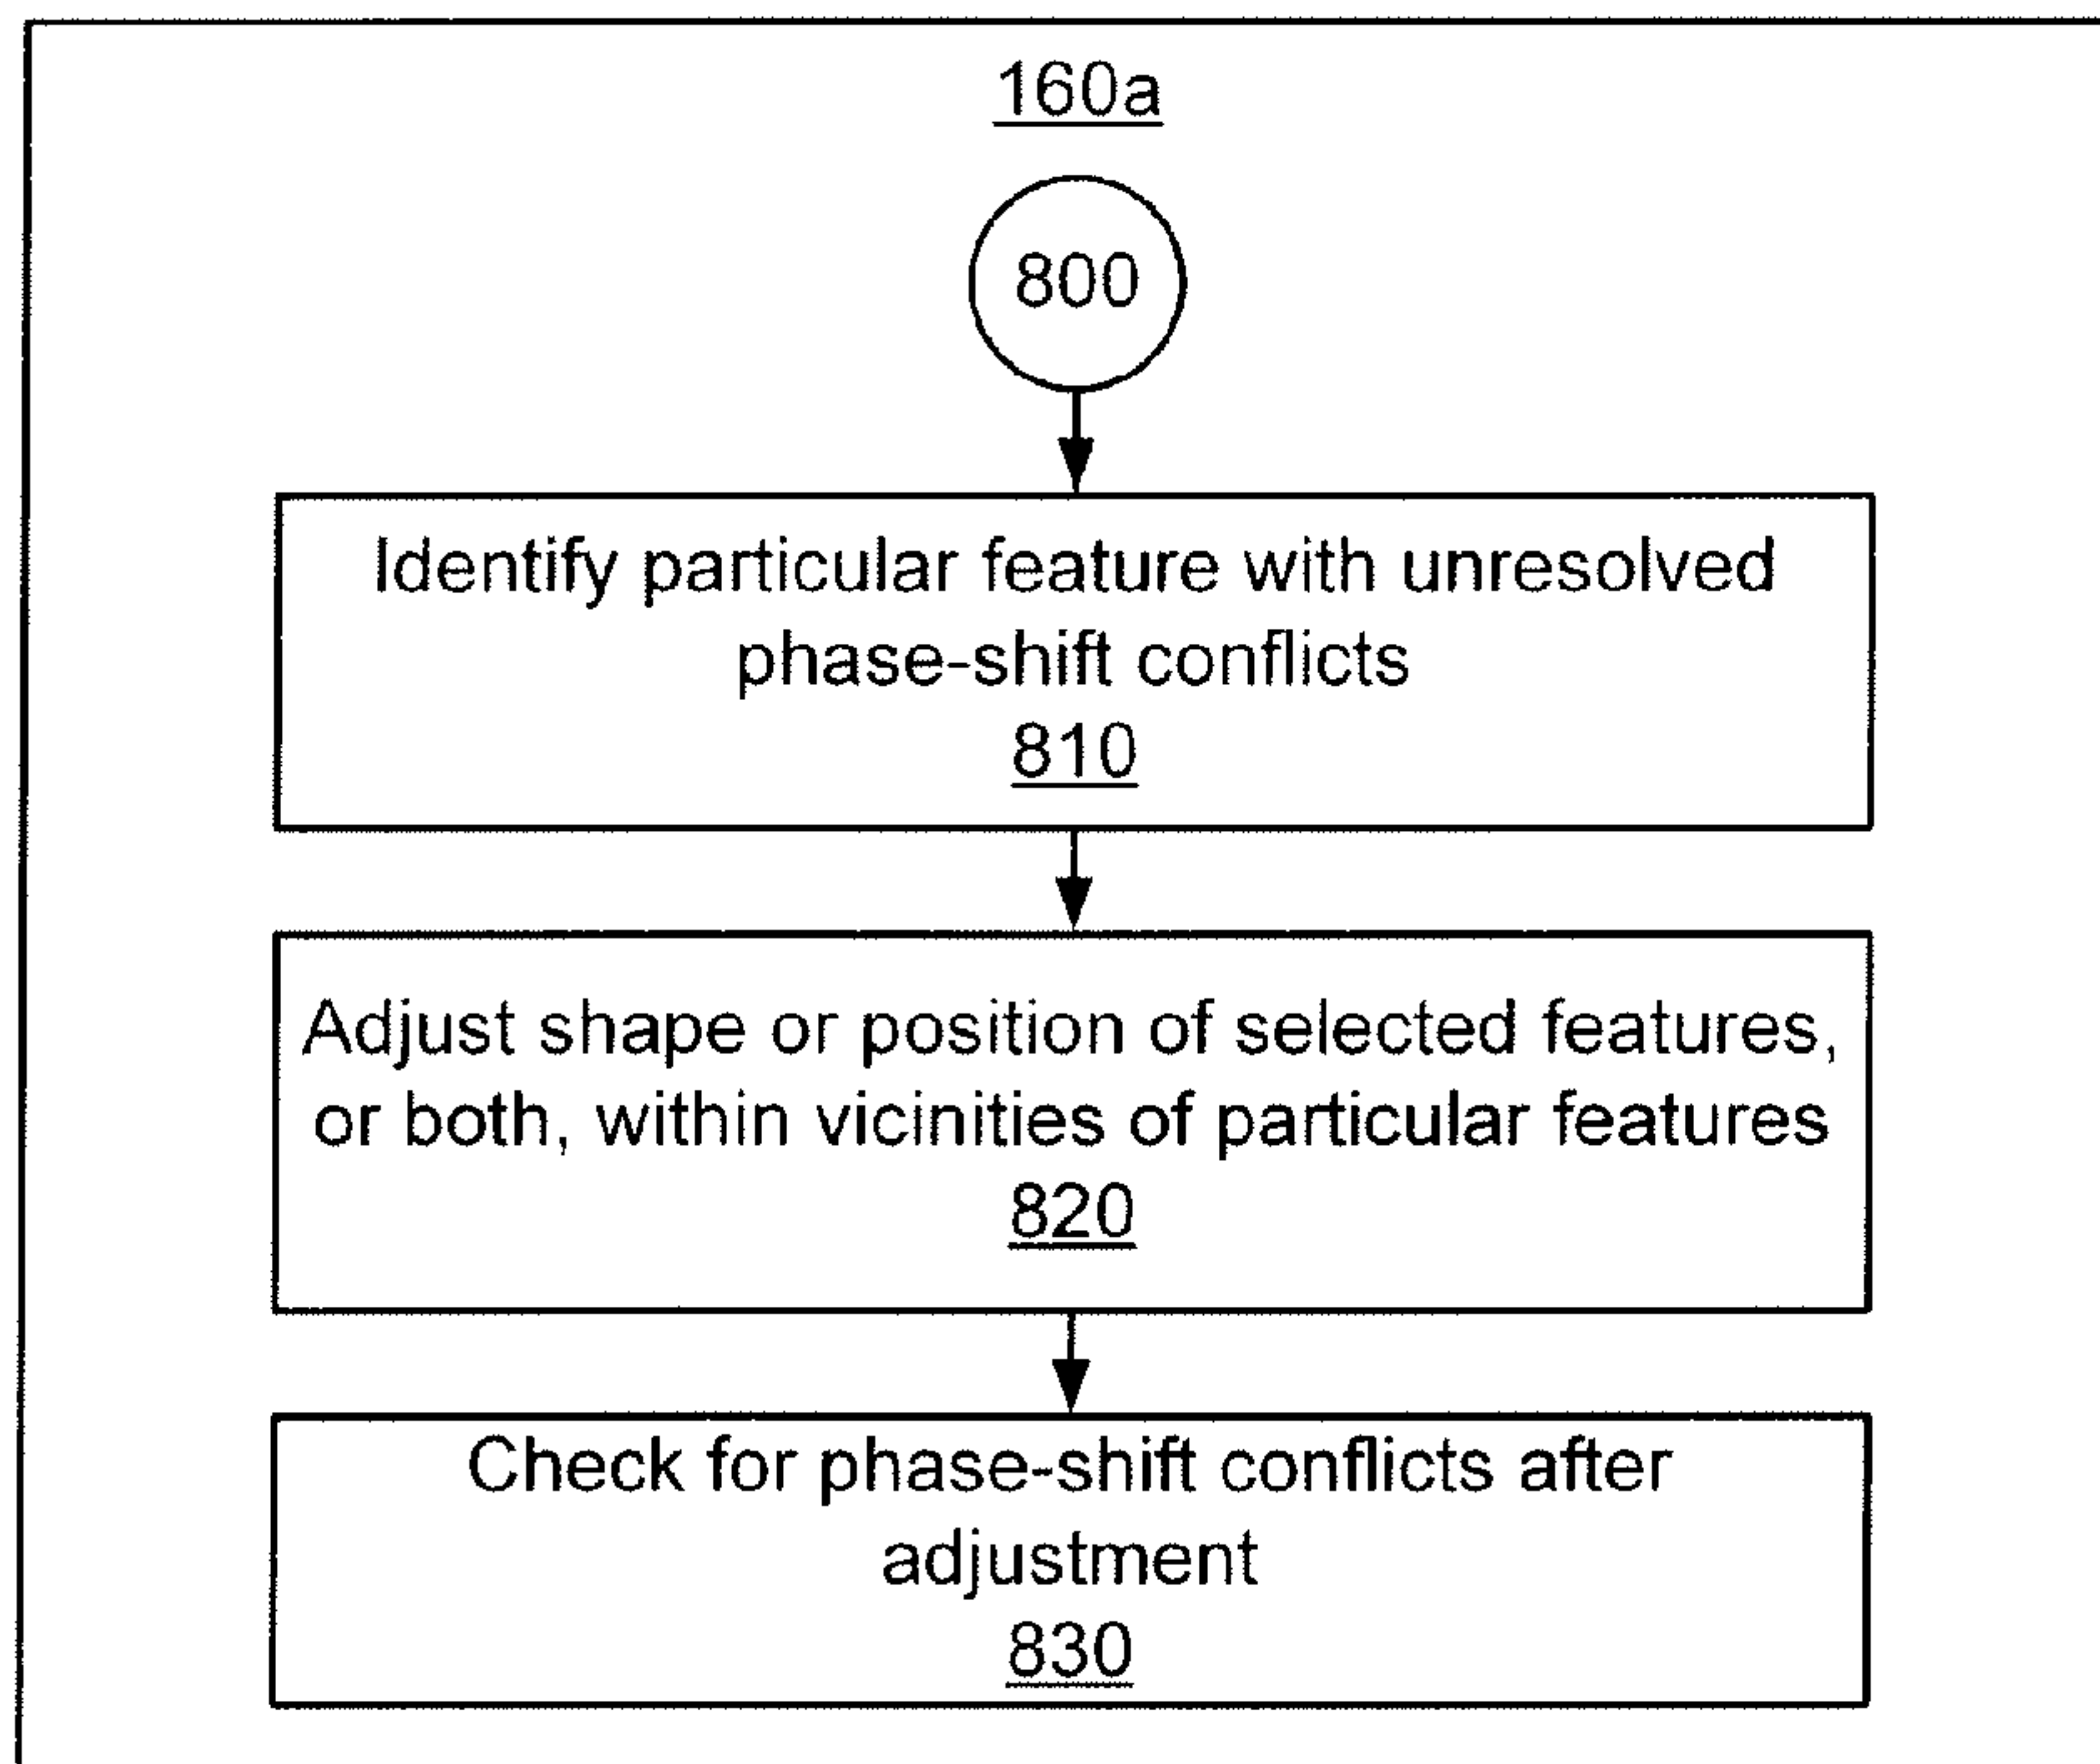 160a
800
Identify particular feature with unresolved
phase-shift conflicts
810
Adjust shape or position of selected features,
or both, within vicinities of particular features
820
Check for phase-shift conflicts after
adjustment
830